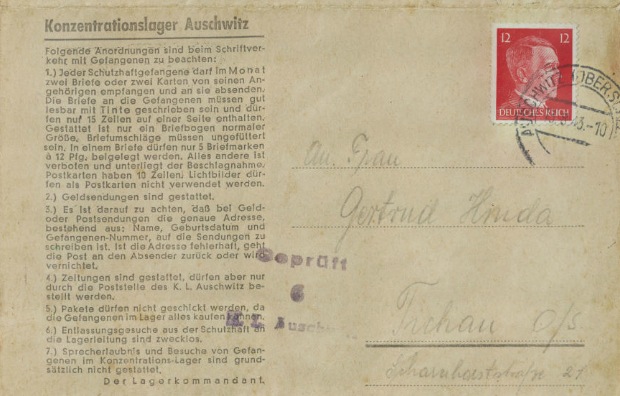 Konzentrationslager Auschwitz
Folgende Anordnungen sind beim Schriftver-
kehr mit Gefangenen zu beachten:
1.) Jeder Schutzhaftgefangene darf im Monat
zwei Briefe oder zwei Karten von seinen An-
gehörigen empfangen und an sie absenden.
Die Briefe an die Gefangenen müssen gut
lesbar mit Tinte geschrieben sein und dür-
fen nur 15 Zeilen auf einer Seite enthalten.
Gestattet ist nur ein Briefbogen normaler
Größe, Briefumschläge müssen ungefüttert
sein. In einem Briefe dürfen nur 5 Briefmarken
à 12 Pfg. beigelegt werden. Alles andere ist
verboten und unterliegt der Beschlagnahme.
Postkarten haben 10 Zeilen. Lichtbilder dür-
fen als Postkarten nicht verwendet werden.
2.) Geldsendungen sind gestattet.
3.) Es ist darauf zu achten, daß bei Geld-
oder Postsendungen die genaue Adresse,
bestehend aus: Name, Geburtsdatum und
Gefangenen-Nummer, auf die Sendungen zu
schreiben ist. Ist die Adresse fehlerhaft, geht
die Post an den Absender zurück oder wird
vernichtet.
4.) Zeitungen sind gestattet, dürfen aber nur
durch die Poststelle des K. L. Auschwitz be-
stellt werden.
5.) Pakete dürfen nicht geschickt werden, da
die Gefangenen im Lager alles kaufen können.
6.) Entlassungsgesuche aus der Schutzhaft an
die Lagerleitung sind zwecklos.
7.) Sprecherlaubnis und Besuche von Gefan-
genen im Konzentrations-Lager sind grund-
sätzlich nicht gestattet.
Der Lagerkommandant.
12 12
DEUTSCHES REICH
AUSCHWITZ (OBERS
43.-10
An Frau
Gertrud Hinda
Geprüft
6
K. L. Auschw
Tichau O/S.
Scharnhorststraße 21